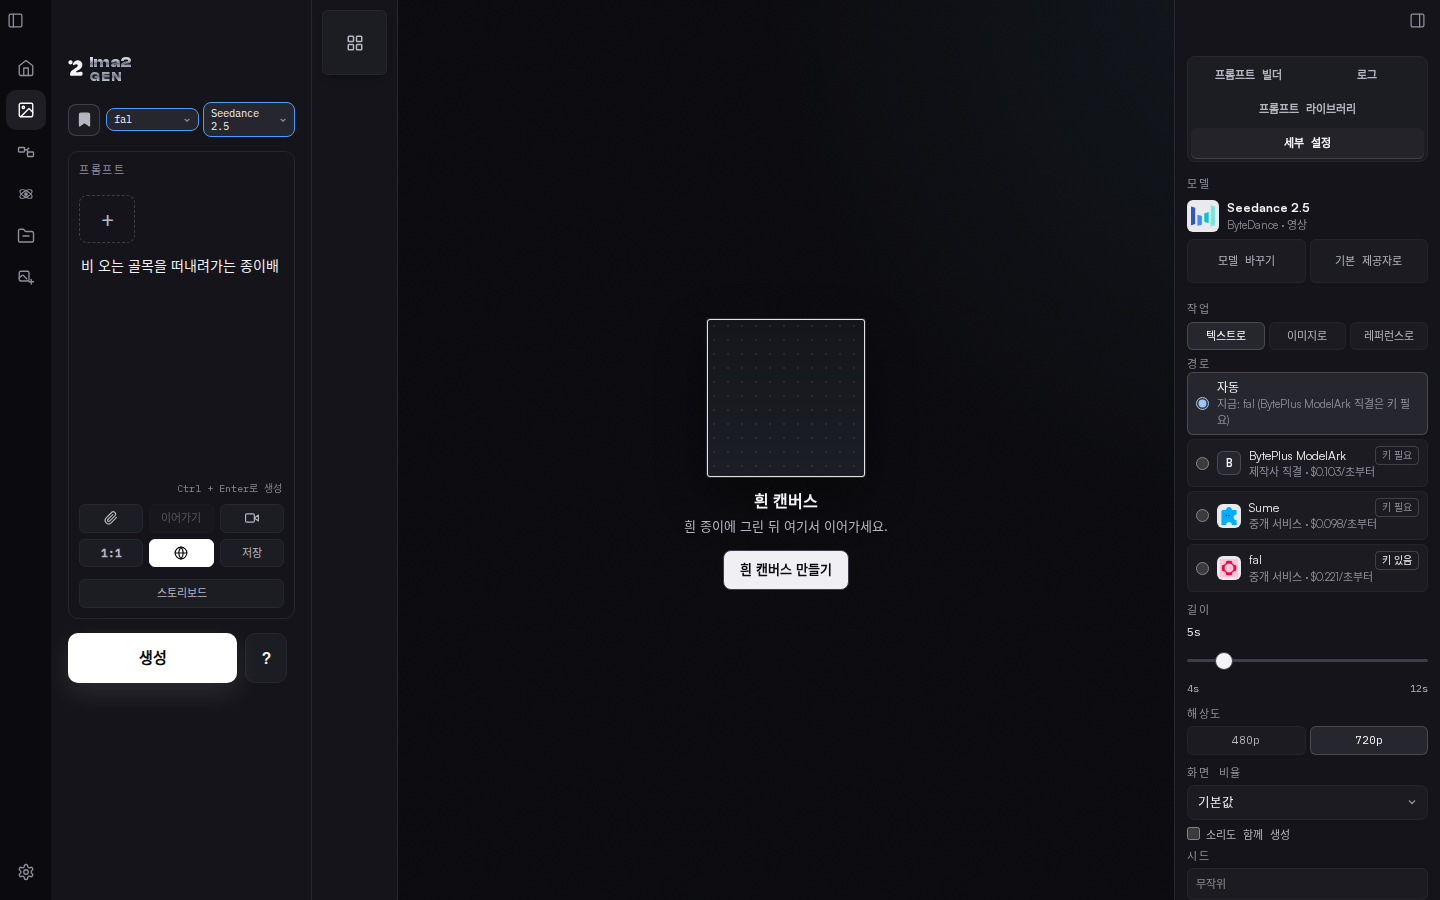 ima2
GEN
fal
Seedance 2.5
프롬프트
+
비 오는 골목을 떠내려가는 종이배
Ctrl + Enter로 생성
이어가기
1:1
저장
스토리보드
생성
?
흰 캔버스
흰 종이에 그린 뒤 여기서 이어가세요.
흰 캔버스 만들기
프롬프트 빌더
로그
프롬프트 라이브러리
세부 설정
모델
Seedance 2.5
ByteDance • 영상
모델 바꾸기
기본 제공자로
작업
텍스트로
이미지로
레퍼런스로
경로
자동
지금: fal (BytePlus ModelArk 직결은 키 필
요)
B
BytePlus ModelArk
키 필요
제작사 직결 • $0.103/초부터
Sume
키 필요
중개 서비스 • $0.098/초부터
fal
키 있음
중개 서비스 • $0.221/초부터
길이
5s
4s
12s
해상도
480p
720p
화면 비율
기본값
소리도 함께 생성
시드
무작위